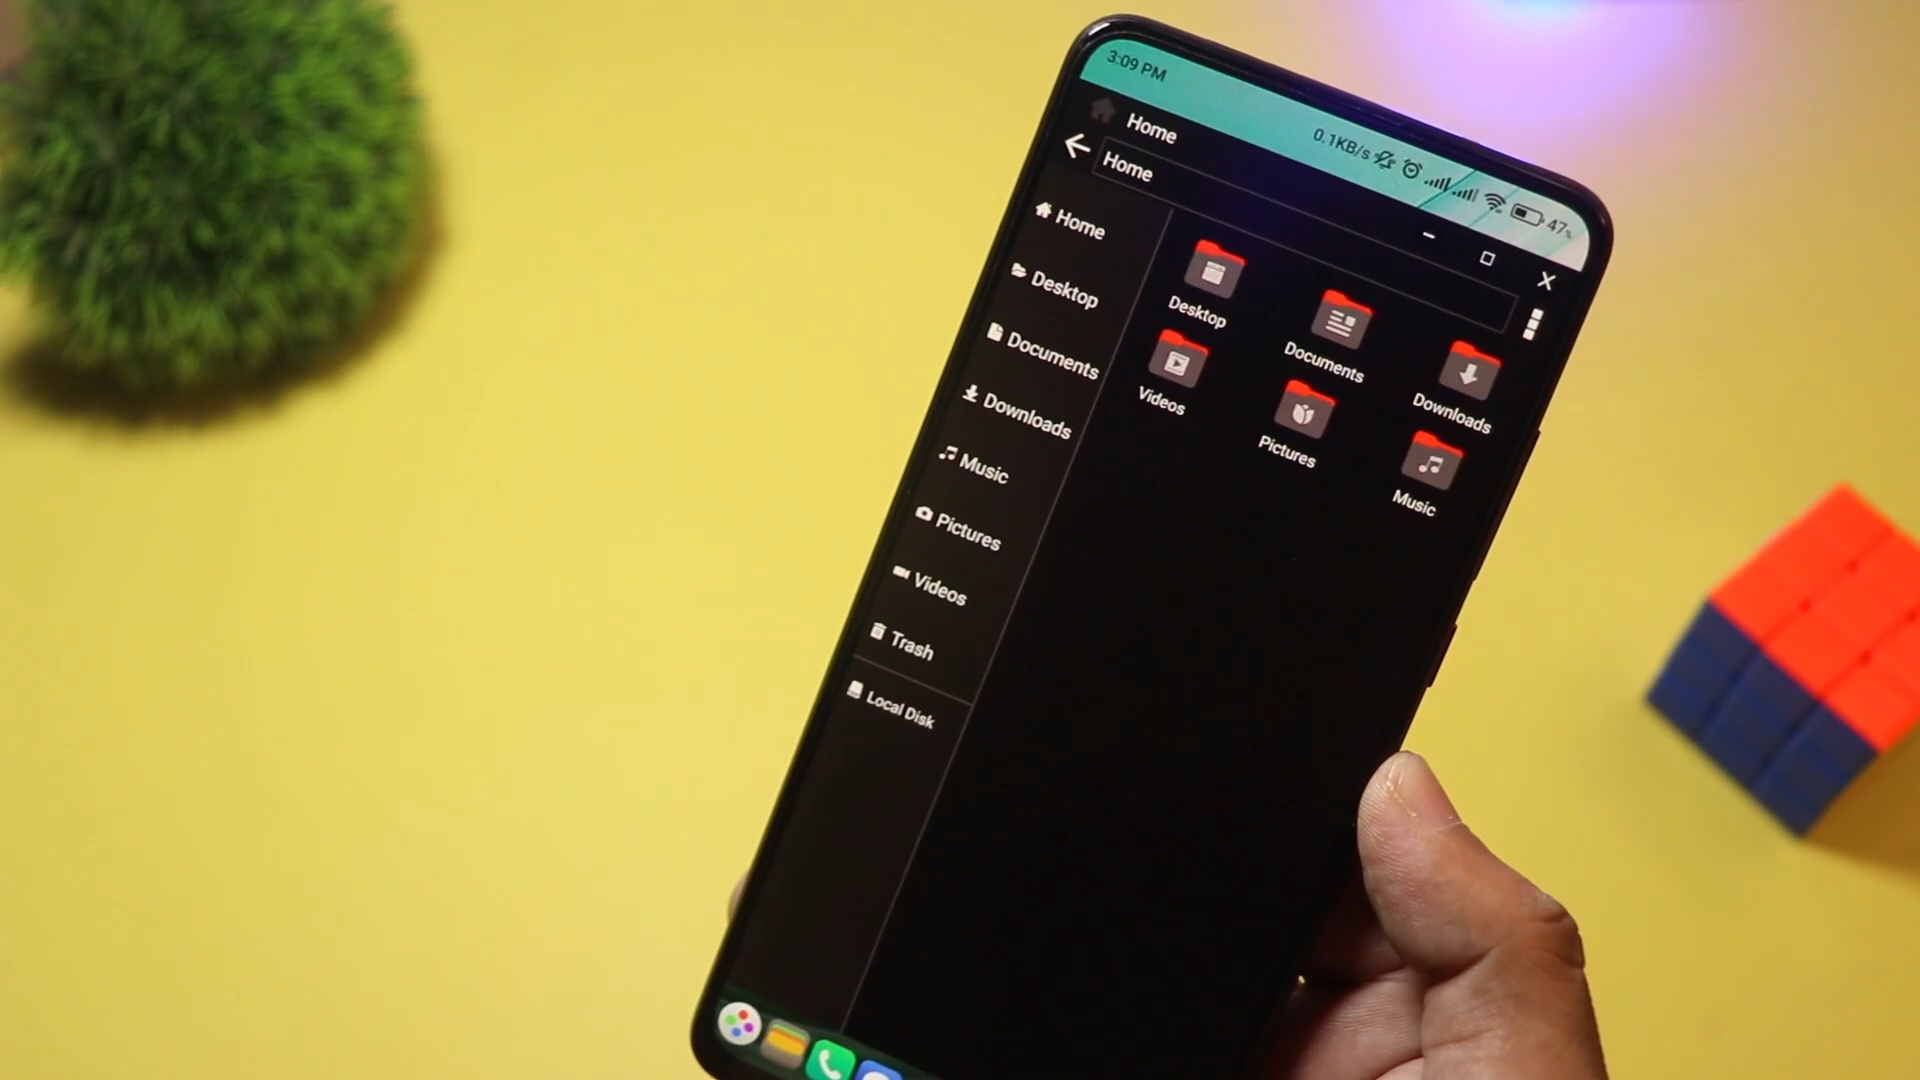 3:09 PM
0.1KB/s
47%
Home
Home
Home
Desktop
Documents
Downloads
Music
Pictures
Videos
Trash
Local Disk
Desktop
Documents
Downloads
Videos
Pictures
Music